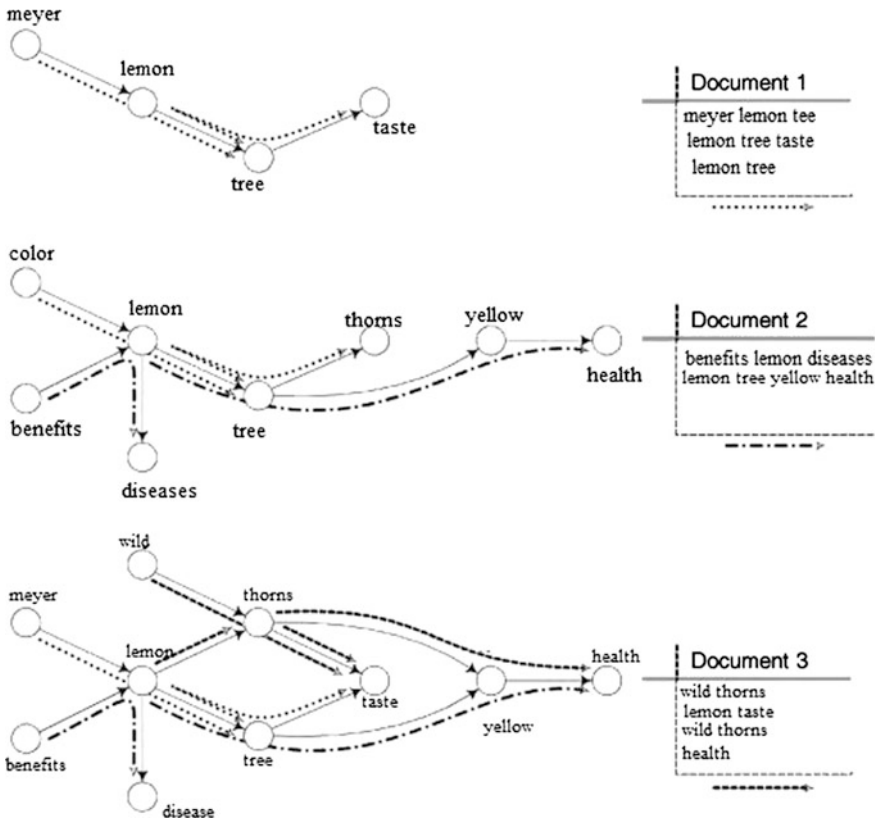 meyer
lemon
tree
taste
Document 1
meyer lemon tee
lemon tree taste
lemon tree
color
lemon
thorns
yellow
health
benefits
tree
diseases
Document 2
benefits lemon diseases
lemon tree yellow health
wild
thorns
meyer
lemon
health
taste
yellow
benefits
tree
disease
Document 3
wild thorns
lemon taste
wild thorns
health